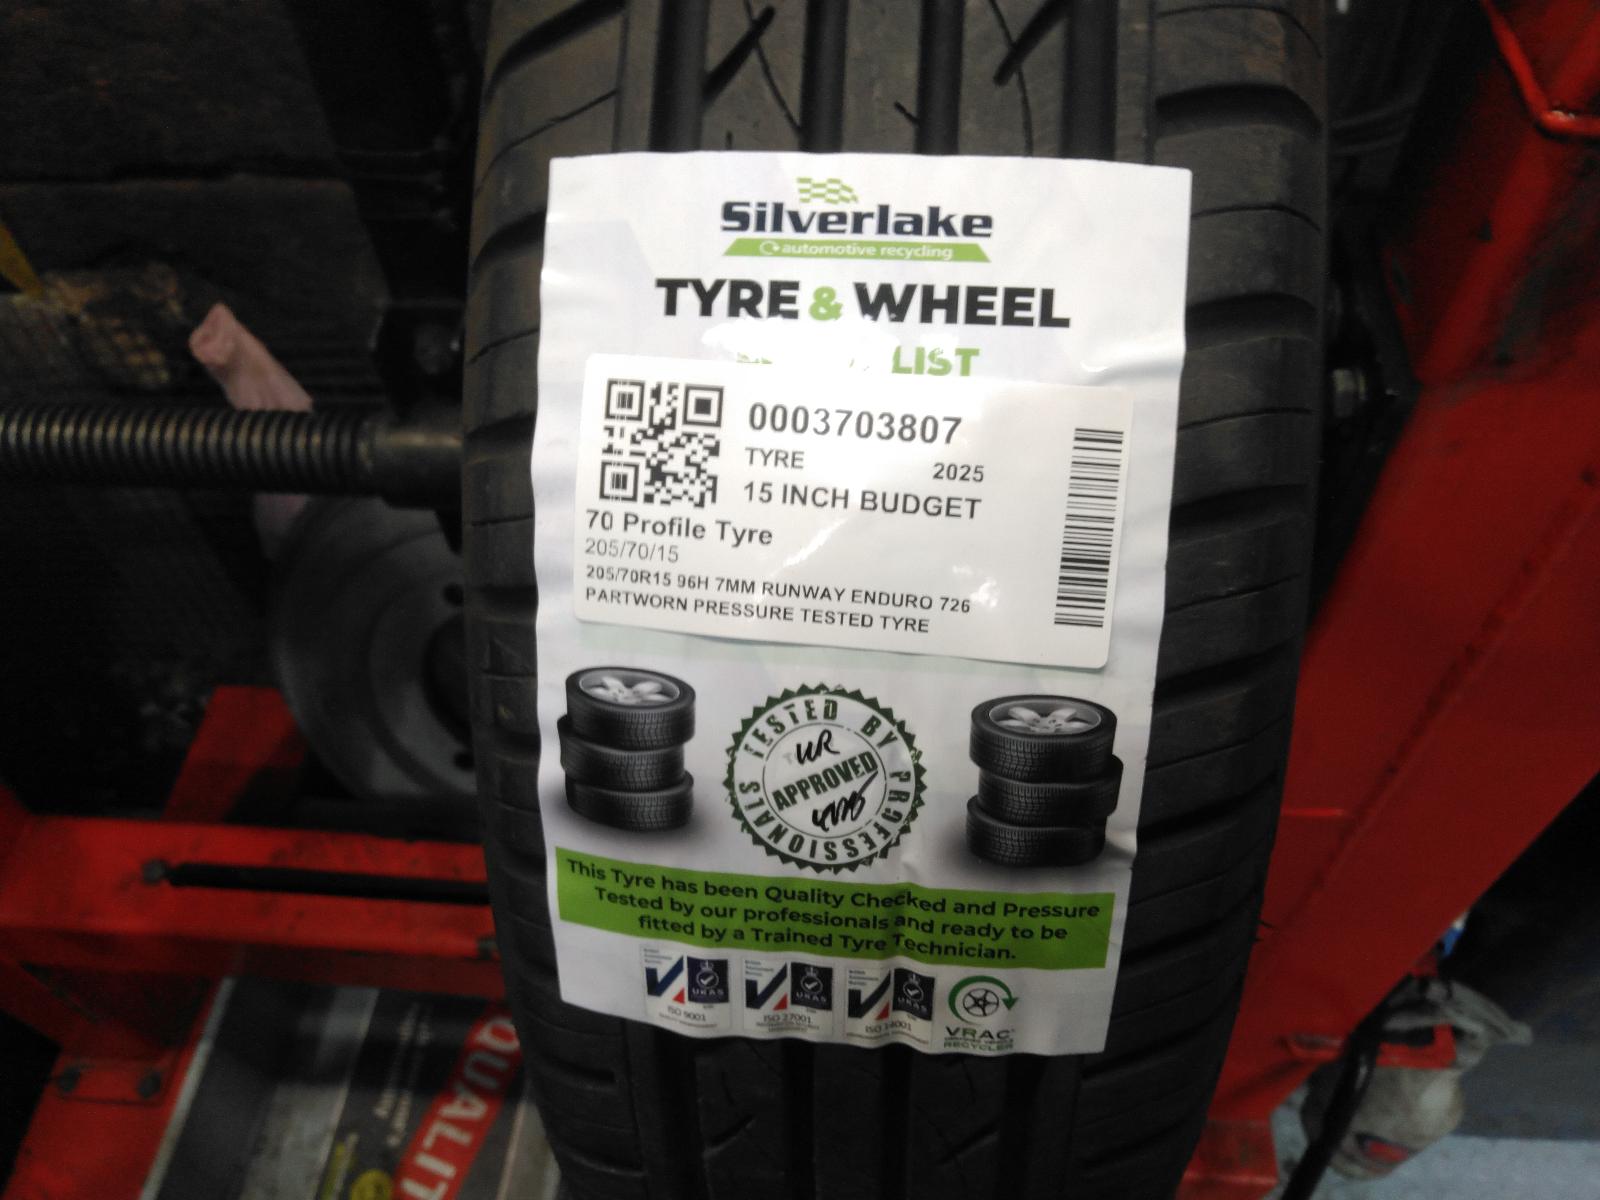 Silverlake
automotive recycling
TYRE & WHEEL
LIST
0003703807
TYRE 2025
15 INCH BUDGET
70 Profile Tyre
205/70/15
205/70R15 96H 7MM RUNWAY ENDURO 726
PARTWORN PRESSURE TESTED TYRE
TESTED BY PROFESSIONALS
APPROVED
This Tyre has been Quality Checked and Pressure
Tested by our professionals and ready to be
fitted by a Trained Tyre Technician.
UKAS
UKAS
UKAS
ISO 9001
ISO 27001
ISO 14001
VRAC
RECYCLER
QUALIT